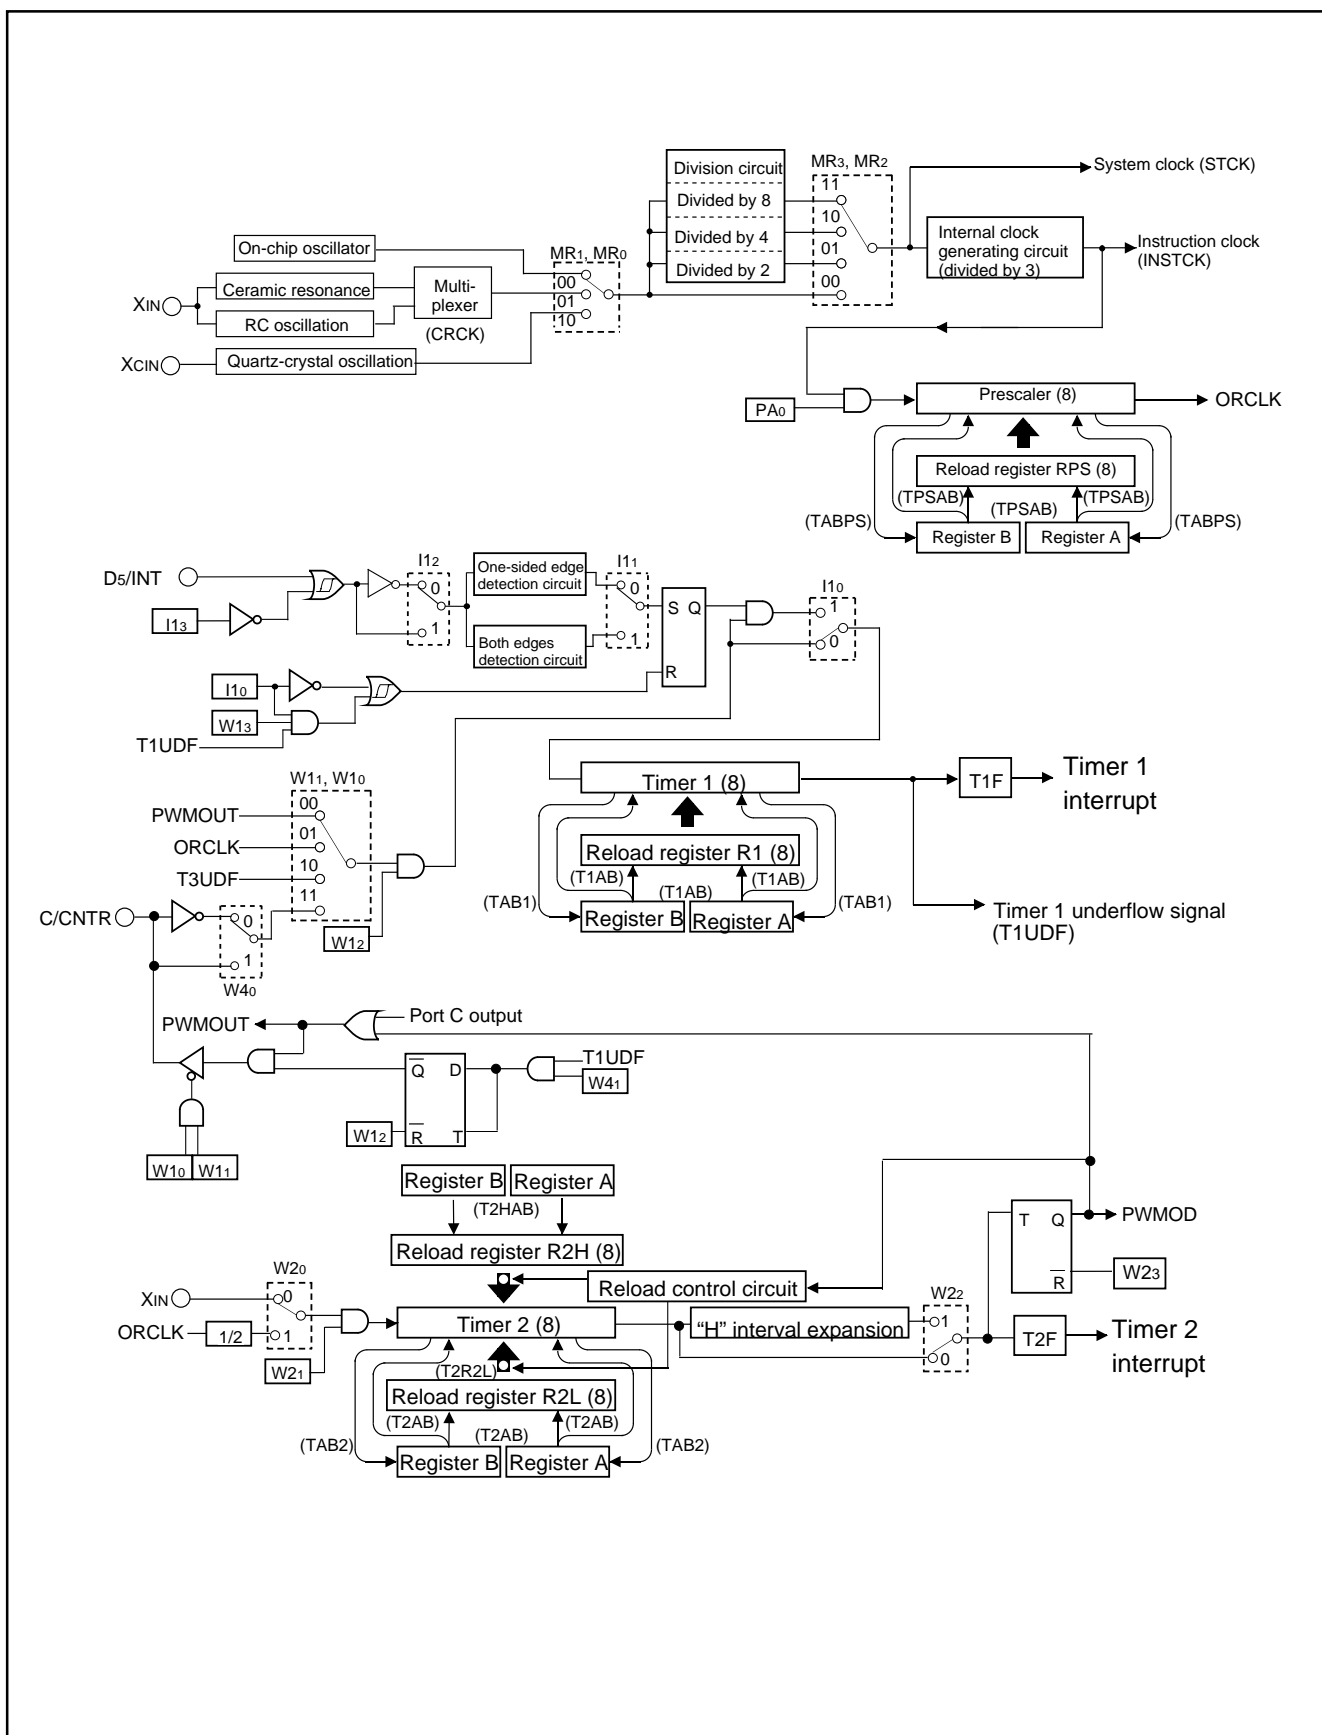 Division circuit
Divided by 8
Divided by 4
Divided by 2
MR3, MR2
11
10
01
00
System clock (STCK)
Internal clock
generating circuit
(divided by 3)
Instruction clock
(INSTCK)
On-chip oscillator
Ceramic resonance
RC oscillation
Quartz-crystal oscillation
XIN
XCIN
Multi-
plexer
(CRCK)
MR1, MR0
00
01
10
PA0
Prescaler (8)
ORCLK
Reload register RPS (8)
(TPSAB)
(TPSAB)
(TPSAB)
(TABPS)
(TABPS)
Register B
Register A
D5/INT
I13
I12
0
1
One-sided edge
detection circuit
Both edges
detection circuit
I11
0
1
S
Q
R
I10
1
0
I10
W13
T1UDF
W11, W10
00
01
10
11
PWMOUT
ORCLK
T3UDF
C/CNTR
0
1
W40
W12
Timer 1 (8)
T1F
Timer 1
interrupt
Reload register R1 (8)
(T1AB)
(T1AB)
(T1AB)
(TAB1)
(TAB1)
Register B
Register A
Timer 1 underflow signal
(T1UDF)
PWMOUT
Port C output
Q
D
R
T
T1UDF
W41
W12
W10
W11
Register B
Register A
(T2HAB)
Reload register R2H (8)
Reload control circuit
T
Q
R
PWMOD
W23
W20
0
1
XIN
ORCLK
1/2
W21
Timer 2 (8)
"H" interval expansion
W22
1
0
T2F
Timer 2
interrupt
(T2R2L)
Reload register R2L (8)
(T2AB)
(T2AB)
(T2AB)
(TAB2)
(TAB2)
Register B
Register A